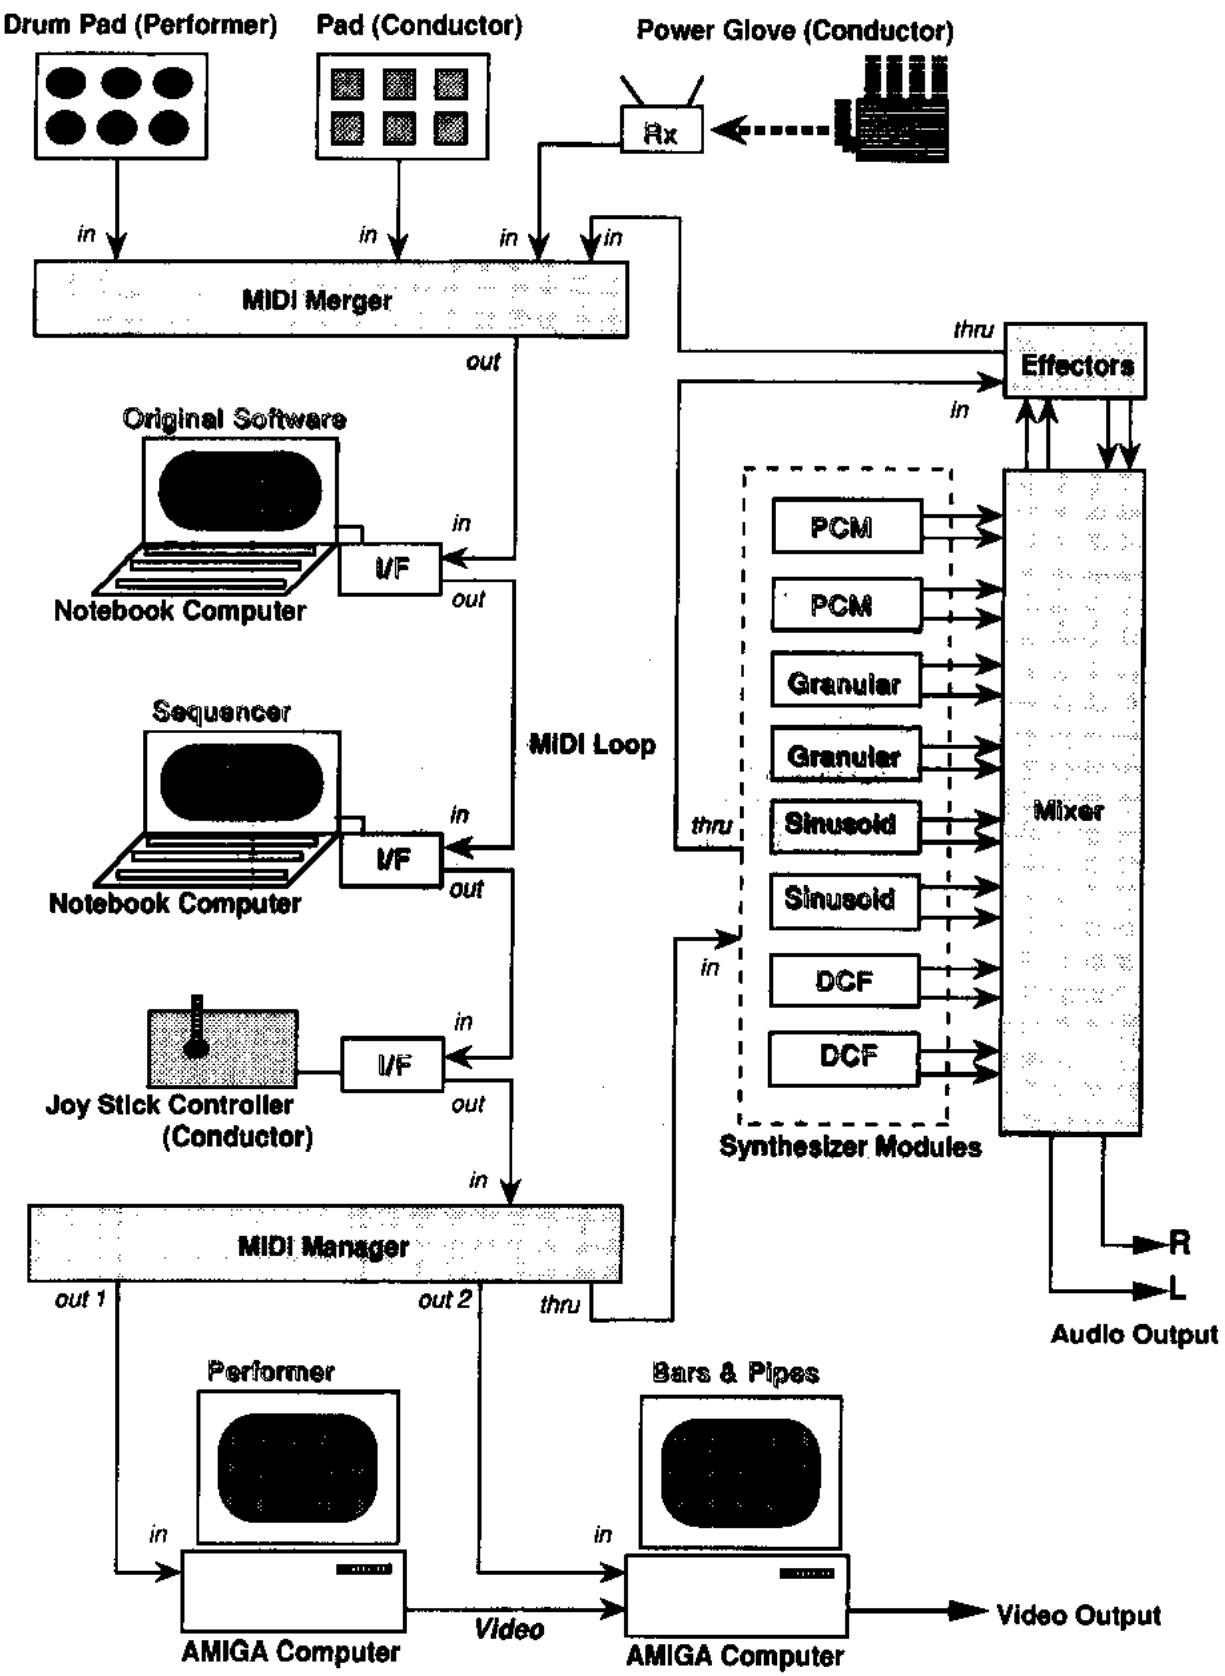 Drum Pad (Performer)
Pad (Conductor)
Power Glove (Conductor)
Rx
in
in
in
in
MIDI Merger
out
thru
Effectors
in
Original Software
in
I/F
out
Notebook Computer
PCM
PCM
Granular
Granular
Sinusoid
Sinusoid
DCF
DCF
Mixer
Sequencer
MIDI Loop
in
thru
I/F
out
Notebook Computer
in
in
I/F
out
Joy Stick Controller
(Conductor)
Synthesizer Modules
in
MIDI Manager
R
L
Audio Output
out 1
out 2
thru
Performer
Bars & Pipes
in
in
Video
Video Output
AMIGA Computer
AMIGA Computer